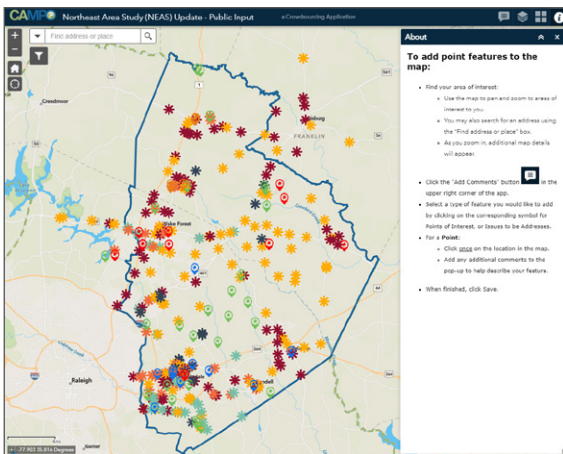 CAMPO Northeast Area Study (NEAS) Update - Public Input a Crowdsourcing Application
Find address or place
About
To add point features to the map:
• Find your area of interest:
Use the map to pan and zoom to areas of
interest to you.
You may also search for an address using
the "Find address or place" box.
As you zoom in, additional map details
will appear.
• Click the "Add Comments" button in the
upper right corner of the app.
• Select a type of feature you would like to add
by clicking on the corresponding symbol for
Points of Interest, or Issues to be Addresses.
• For a Point:
Click once on the location in the map.
Add any additional comments to the
pop-up to help describe your feature.
• When finished, click Save.
Creedmoor
FRANKLIN
Wake Forest
Raleigh
Garner